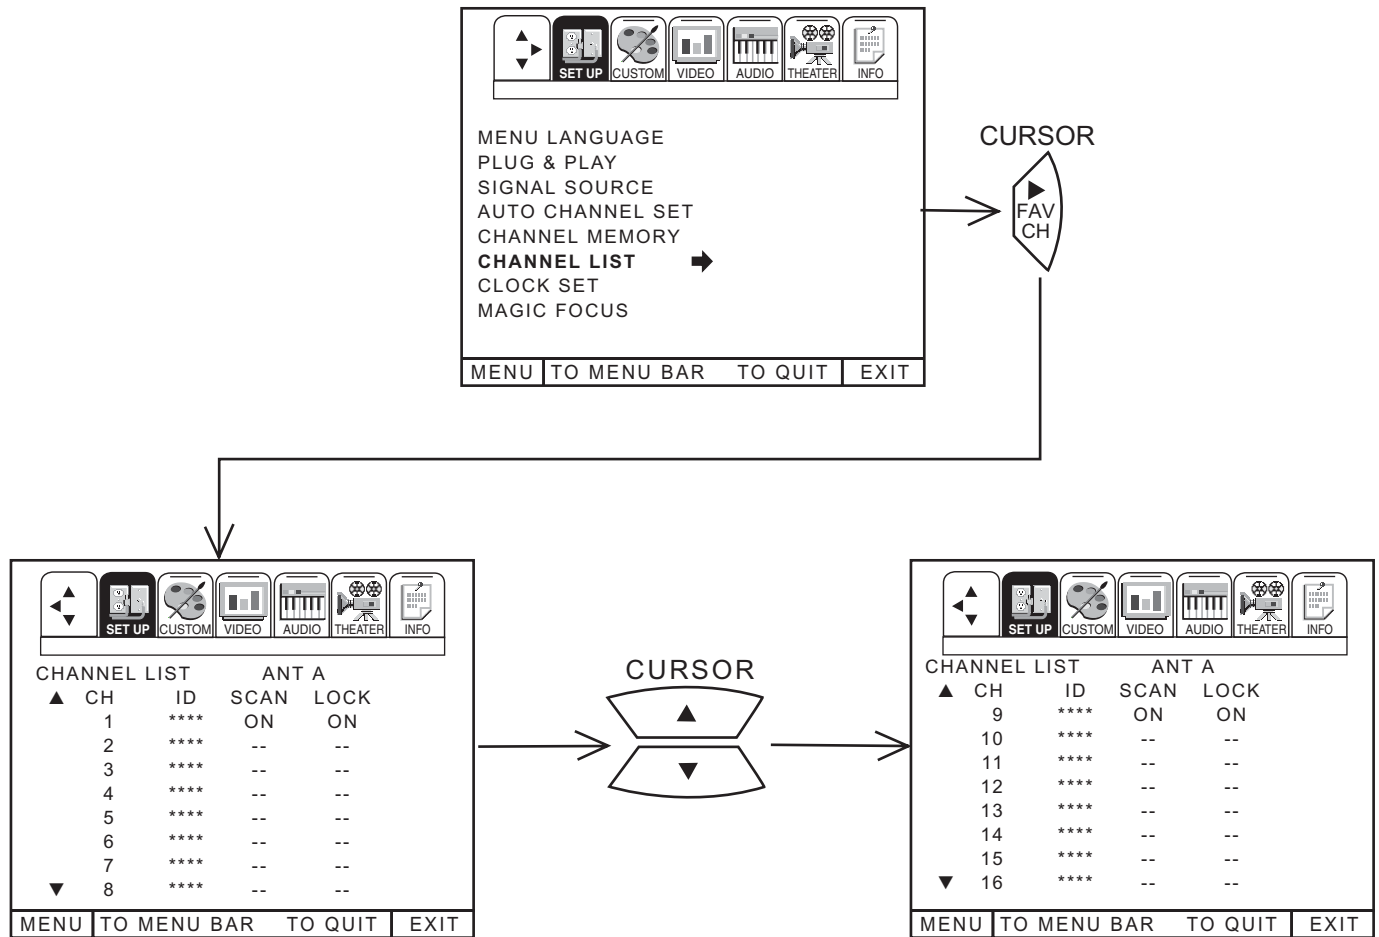 SET UP CUSTOM VIDEO AUDIO THEATER INFO
MENU LANGUAGE
PLUG & PLAY
SIGNAL SOURCE
AUTO CHANNEL SET
CHANNEL MEMORY
CHANNEL LIST
CLOCK SET
MAGIC FOCUS
MENU TO MENU BAR TO QUIT EXIT
CURSOR
FAV
CH
SET UP CUSTOM VIDEO AUDIO THEATER INFO
CHANNEL LIST ANT A
CH ID SCAN LOCK
1 **** ON ON
2 **** -- --
3 **** -- --
4 **** -- --
5 **** -- --
6 **** -- --
7 **** -- --
8 **** -- --
MENU TO MENU BAR TO QUIT EXIT
CURSOR
SET UP CUSTOM VIDEO AUDIO THEATER INFO
CHANNEL LIST ANT A
CH ID SCAN LOCK
9 **** ON ON
10 **** -- --
11 **** -- --
12 **** -- --
13 **** -- --
14 **** -- --
15 **** -- --
16 **** -- --
MENU TO MENU BAR TO QUIT EXIT